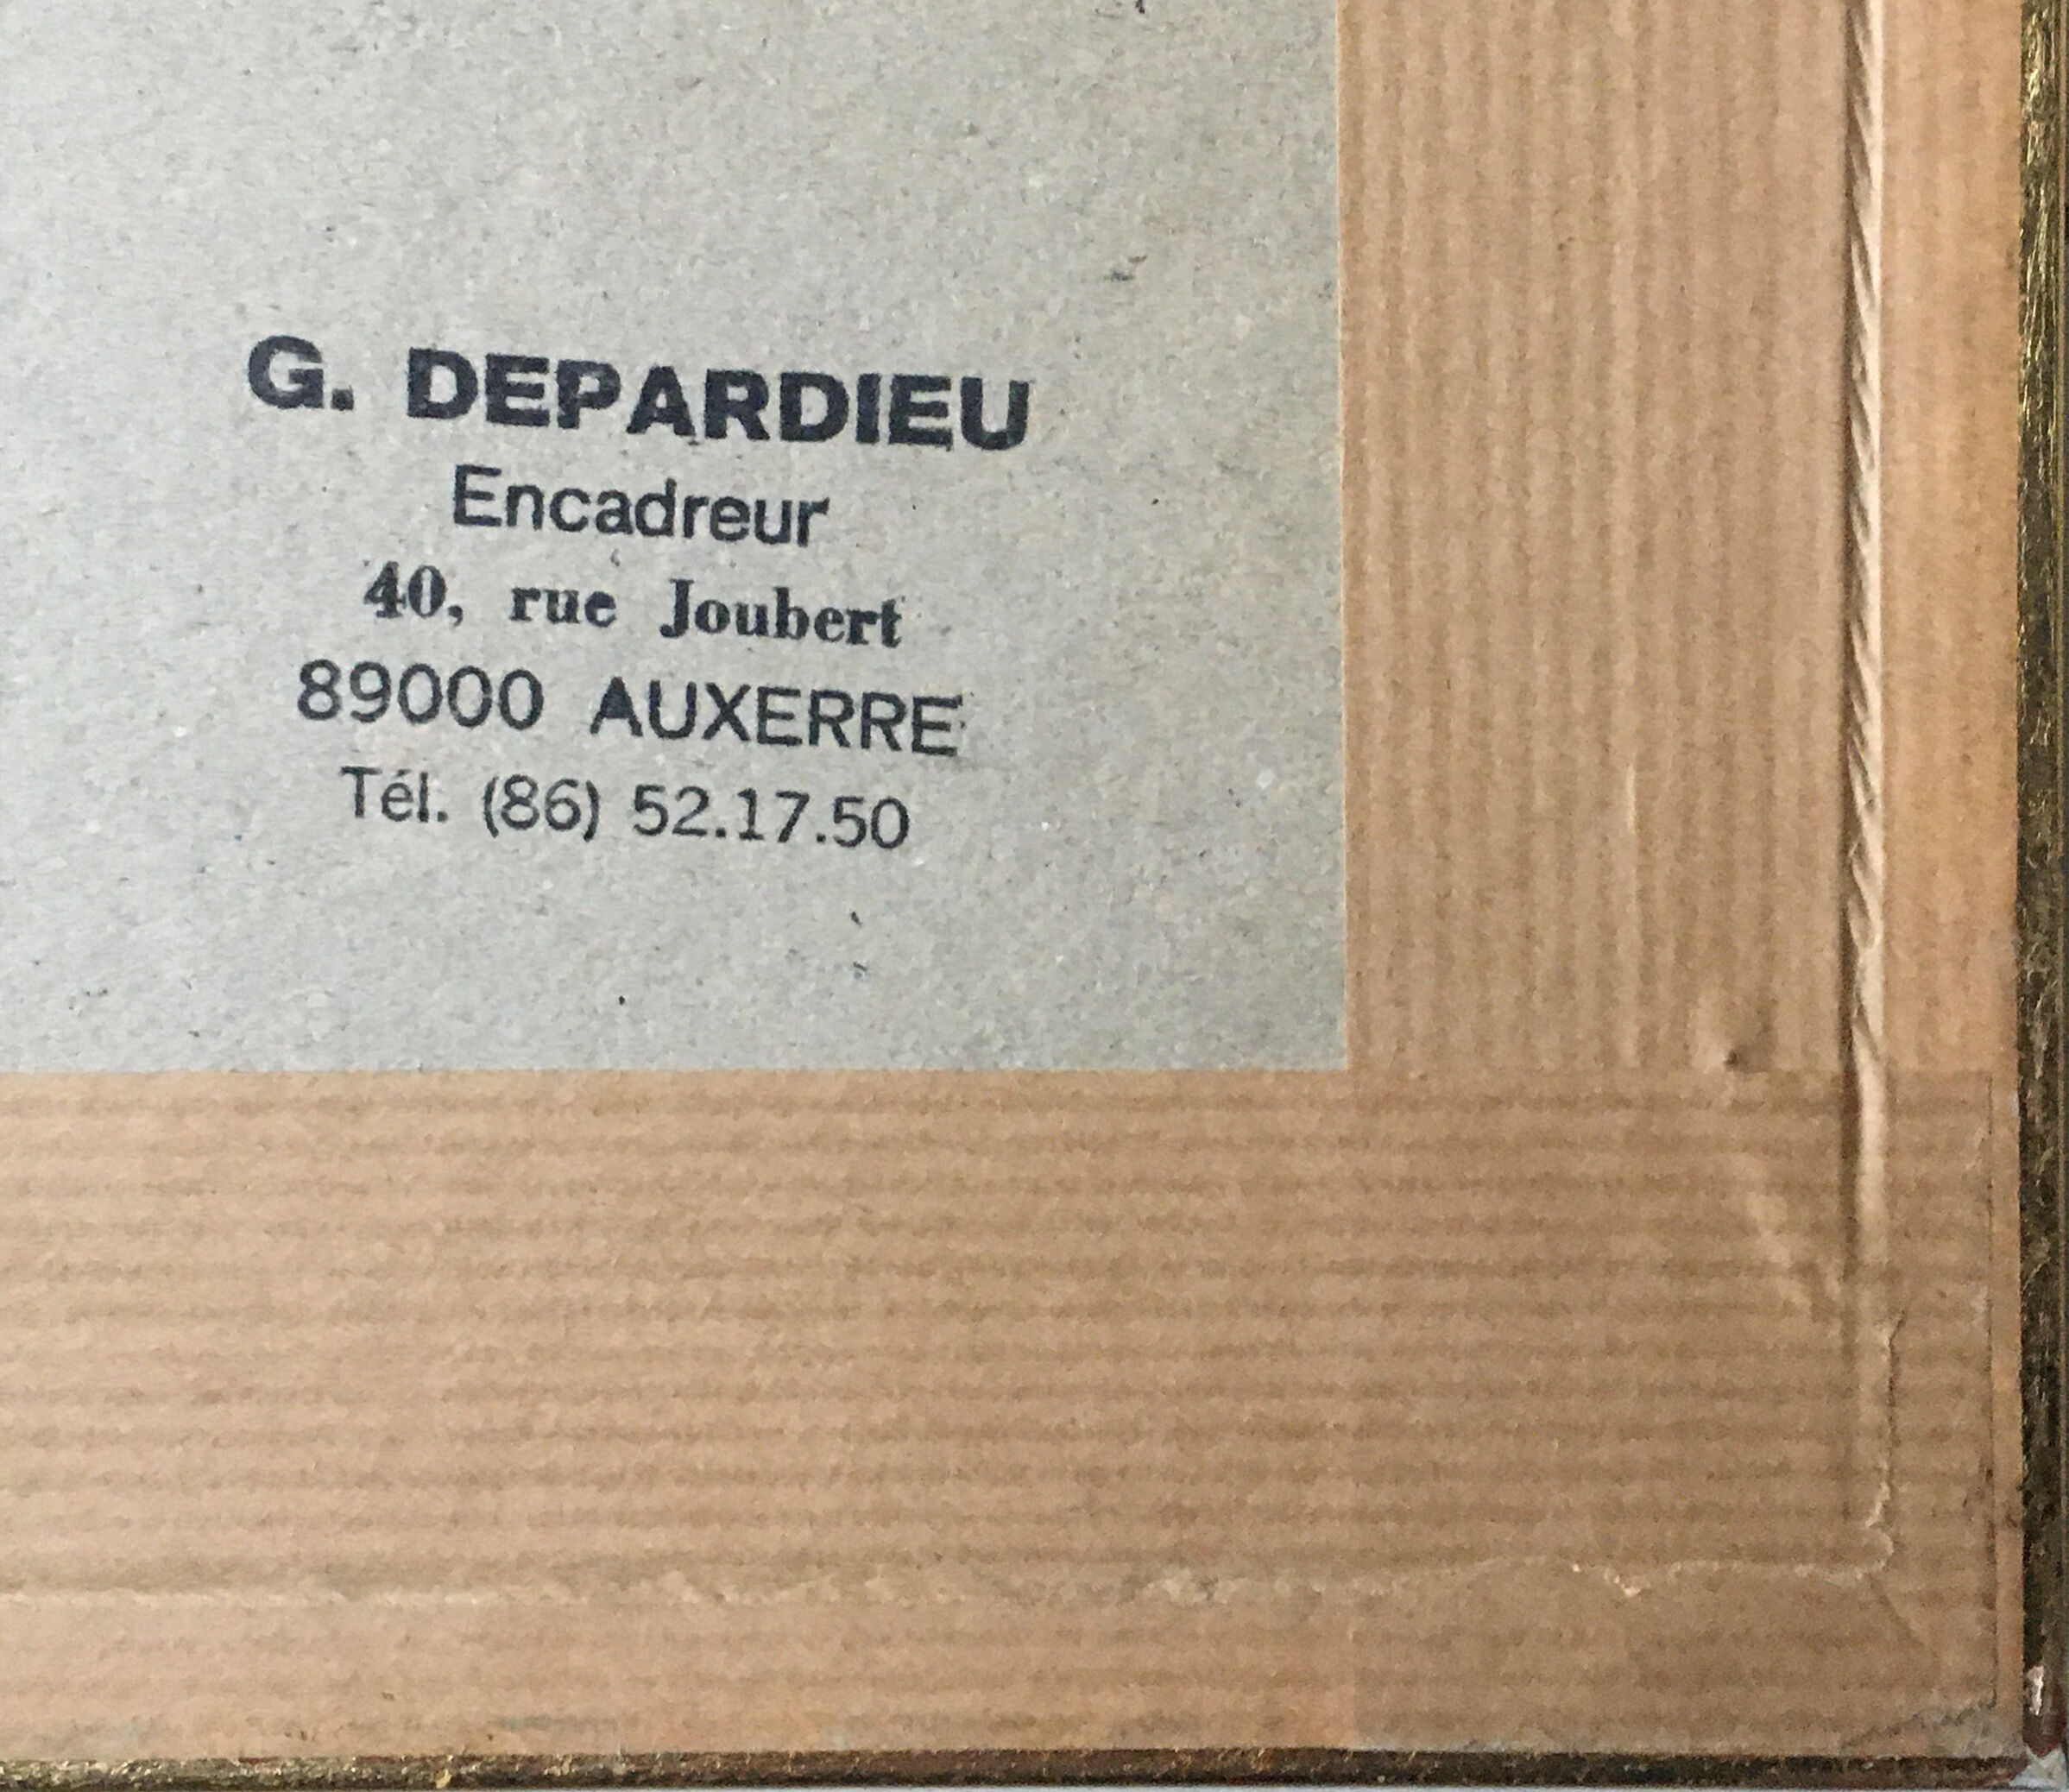 G. DEPARDIEU
Encadreur
40, rue Joubert
89000 AUXERRE
Tél. (86) 52.17.50